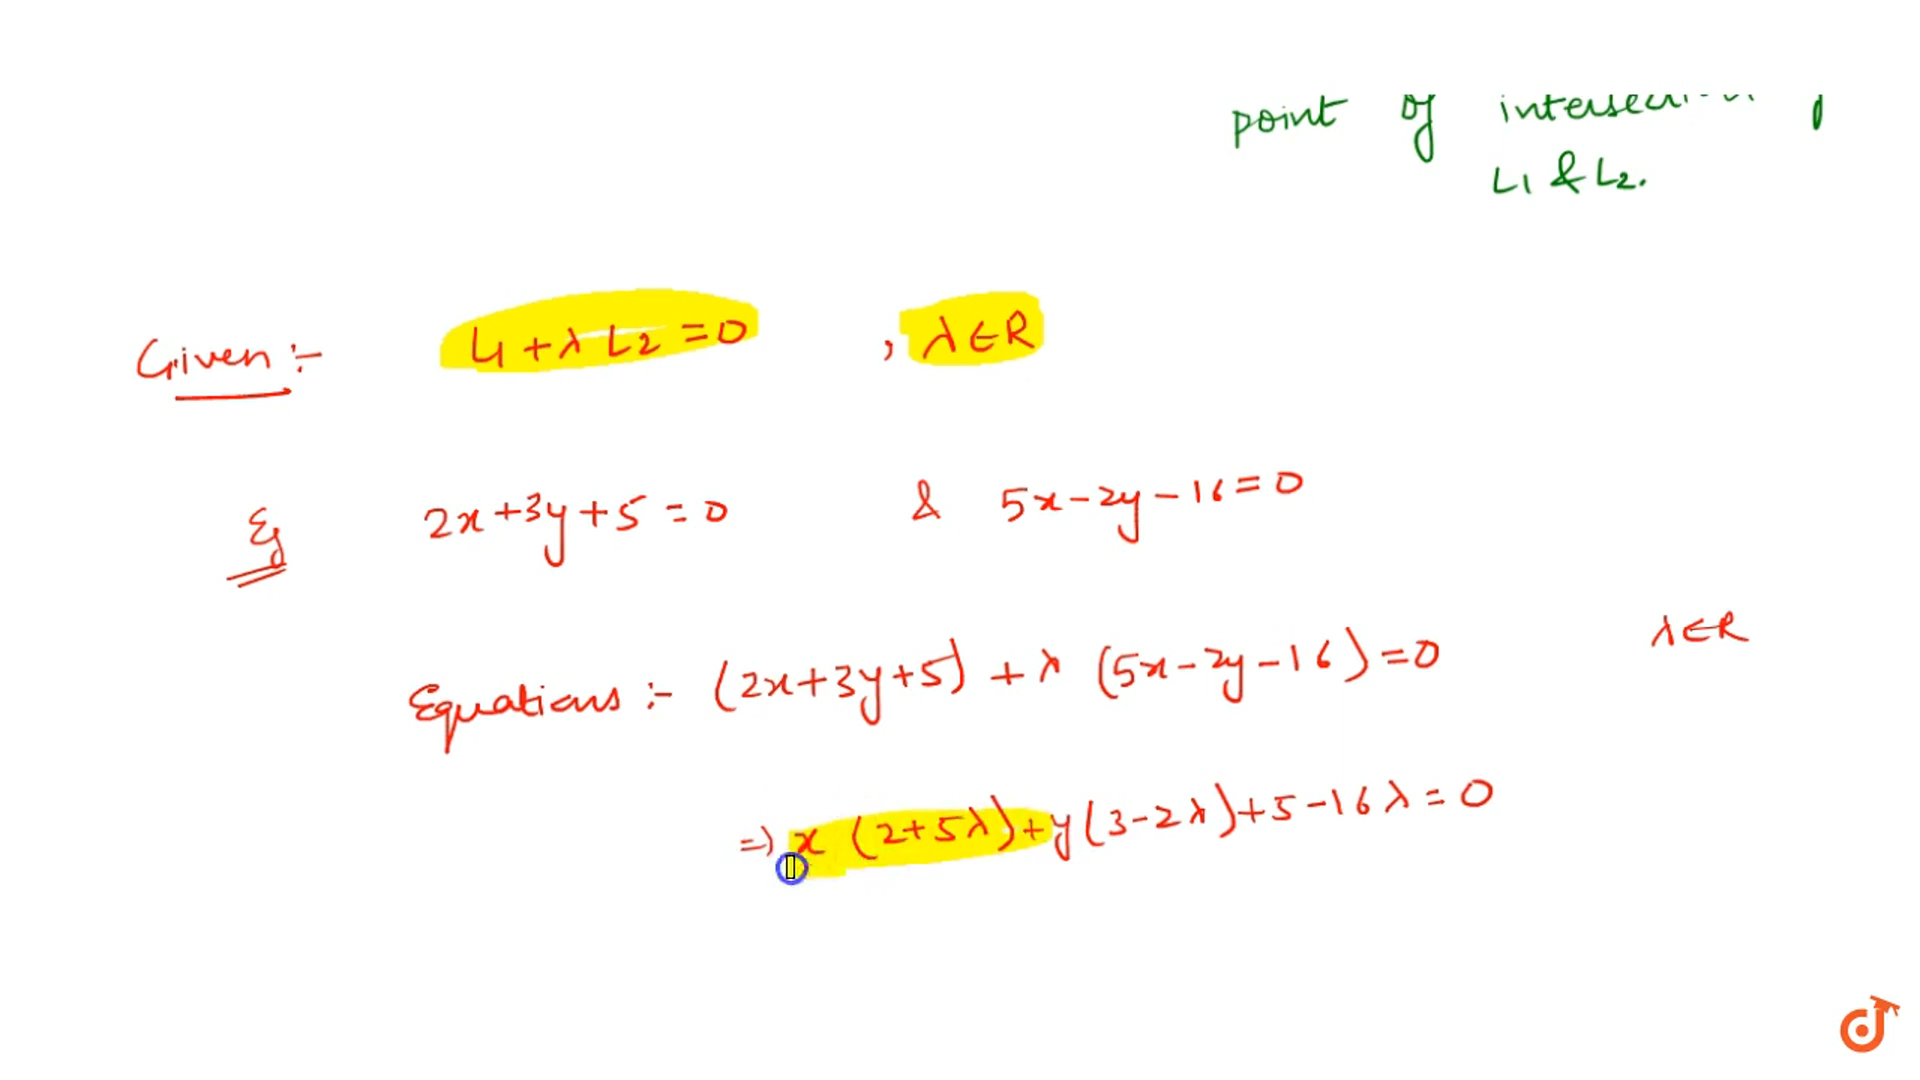 point of
L1 & L2.
Given :- L1 + λ L2 = 0 , λ ∈ R
Eg 2x+3y+5 = 0 & 5x-2y-16 = 0
λ ∈ R
Equations :- (2x+3y+5) + λ (5x-2y-16) = 0
=) x (2+5λ)+y(3-2λ)+5-16λ = 0